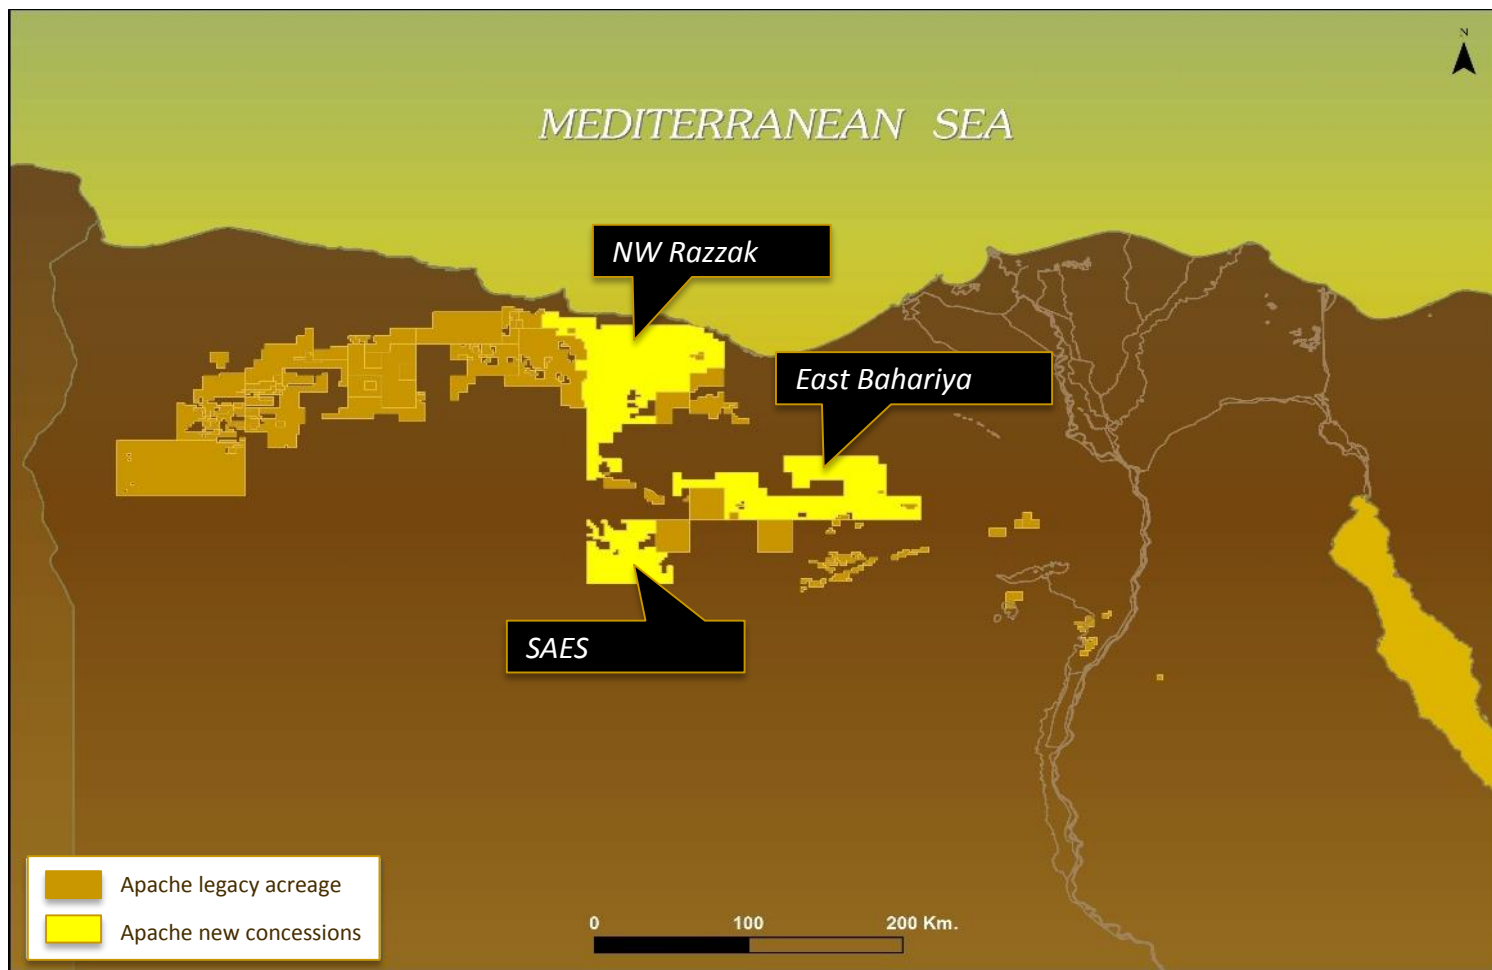 N
MEDITERRANEAN SEA
NW Razzak
East Bahariya
SAES
Apache legacy acreage
Apache new concessions
0 100 200 Km.